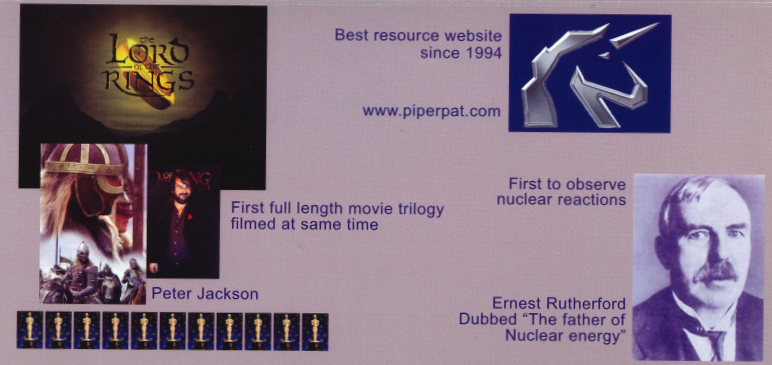 the
LORD
OF THE
RINGS
First full length movie trilogy
filmed at same time
Peter Jackson
Best resource website
since 1994
www.piperpat.com
First to observe
nuclear reactions
Ernest Rutherford
Dubbed "The father of
Nuclear energy"